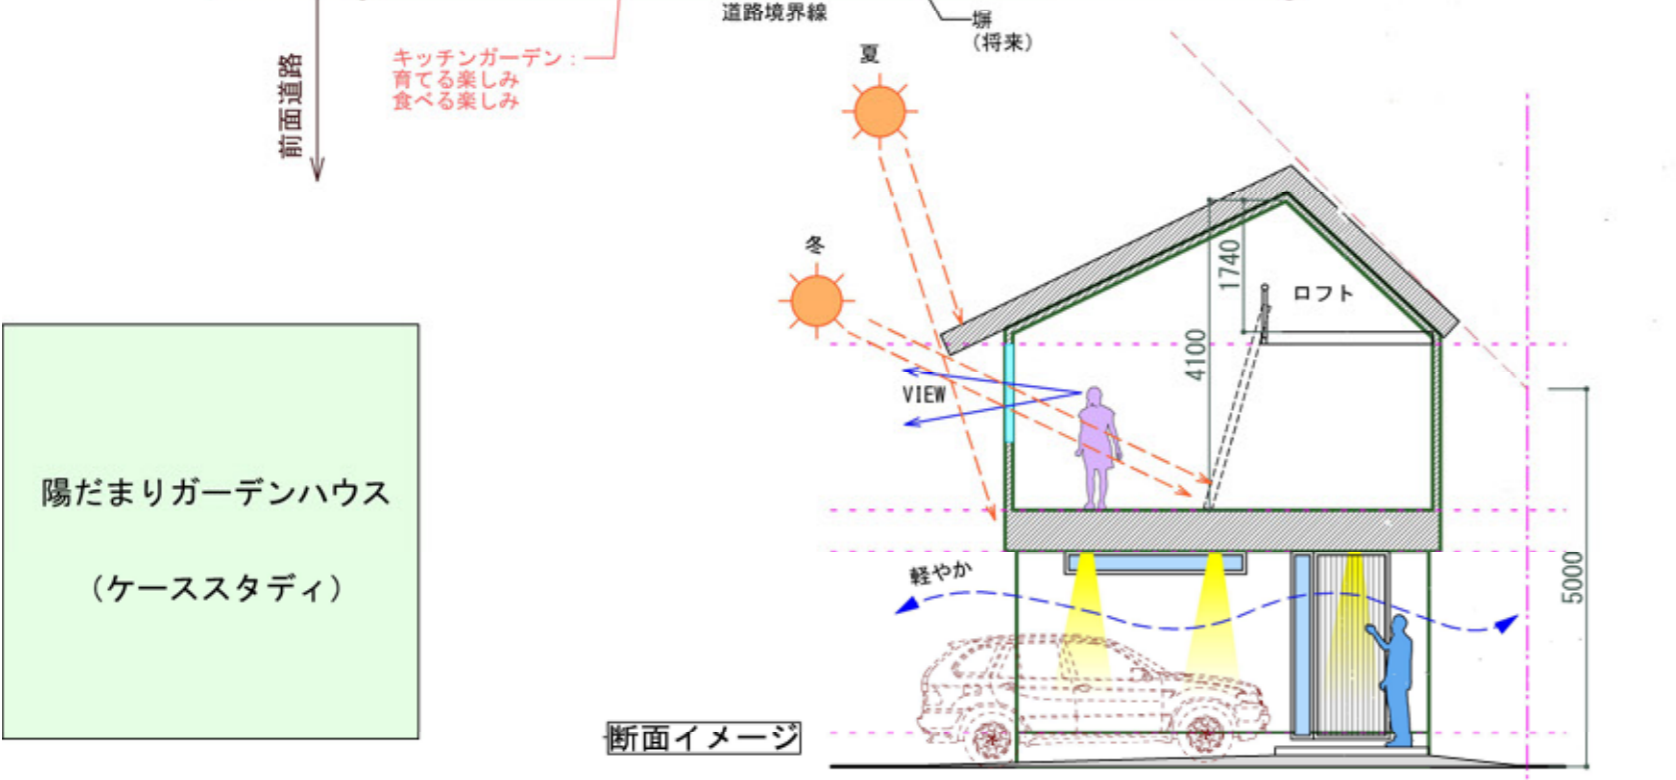 道路境界線
塀
(将来)
前面道路
キッチンガーデン：
育てる楽しみ
食べる楽しみ
夏
冬
1740
ロフト
4100
VIEW
陽だまりガーデンハウス
（ケーススタディ）
軽やか
5000
断面イメージ